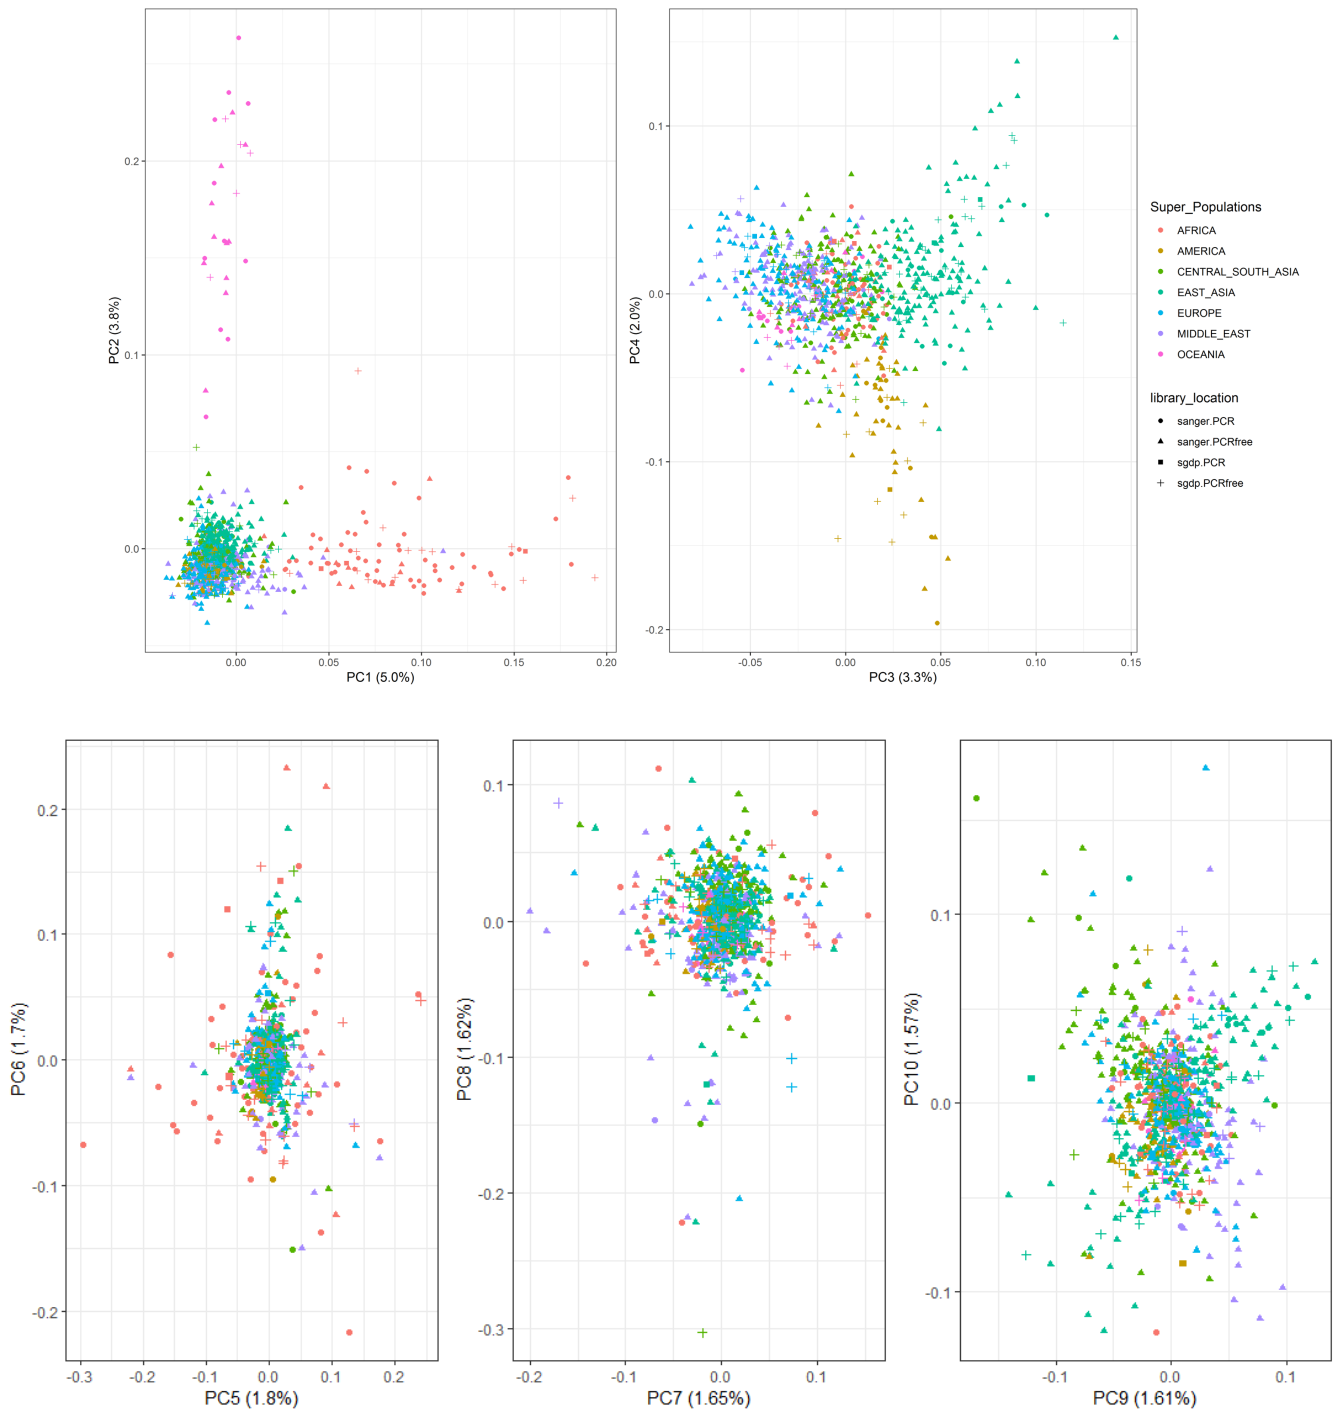 PC2 (3.8%)
0.2
0.1
0.0
0.00
0.05
0.10
0.15
0.20
PC1 (5.0%)
PC4 (2.0%)
0.1
0.0
-0.1
-0.2
-0.05
0.00
0.05
0.10
0.15
PC3 (3.3%)
Super_Populations
AFRICA
AMERICA
CENTRAL_SOUTH_ASIA
EAST_ASIA
EUROPE
MIDDLE_EAST
OCEANIA
library_location
sanger.PCR
sanger.PCRfree
sgdp.PCR
sgdp.PCRfree
PC6 (1.7%)
0.2
0.1
0.0
-0.1
-0.2
-0.3
-0.2
-0.1
0.0
0.1
0.2
PC5 (1.8%)
PC8 (1.62%)
0.1
0.0
-0.1
-0.2
-0.3
-0.2
-0.1
0.0
0.1
PC7 (1.65%)
PC10 (1.57%)
0.1
0.0
-0.1
-0.1
0.0
0.1
PC9 (1.61%)